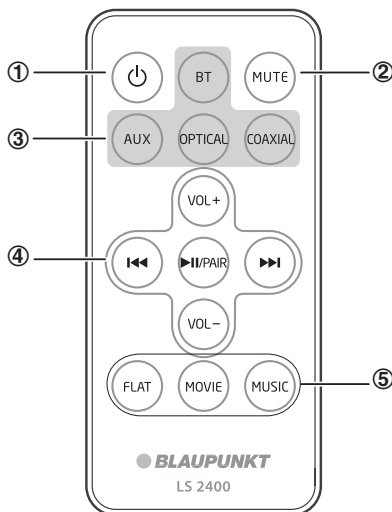 ① BT MUTE ②
③ AUX OPTICAL COAXIAL
VOL+
④ ⏮ ⏯/PAIR ⏭
VOL−
FLAT MOVIE MUSIC ⑤
BLAUPUNKT
LS 2400